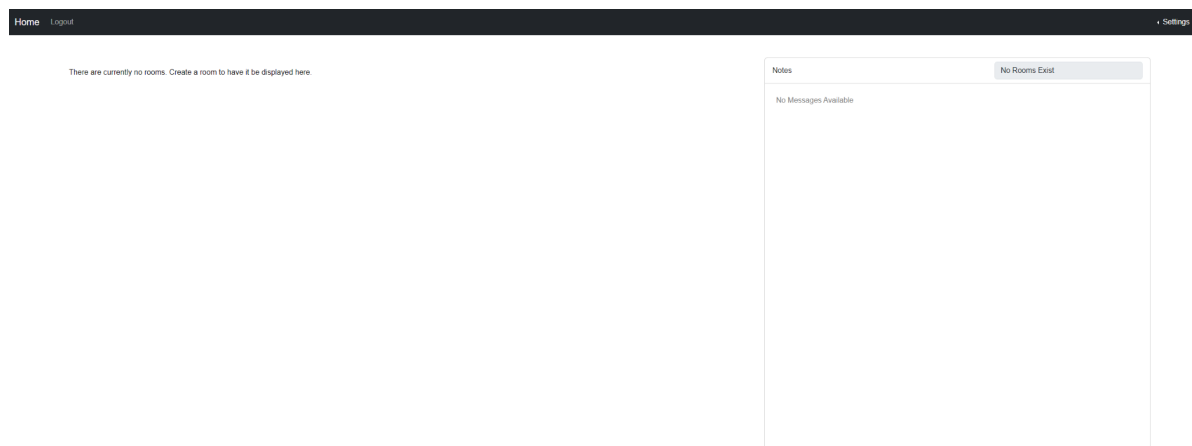 Home Logout Settings
There are currently no rooms. Create a room to have it be displayed here.
Notes No Rooms Exist
No Messages Available